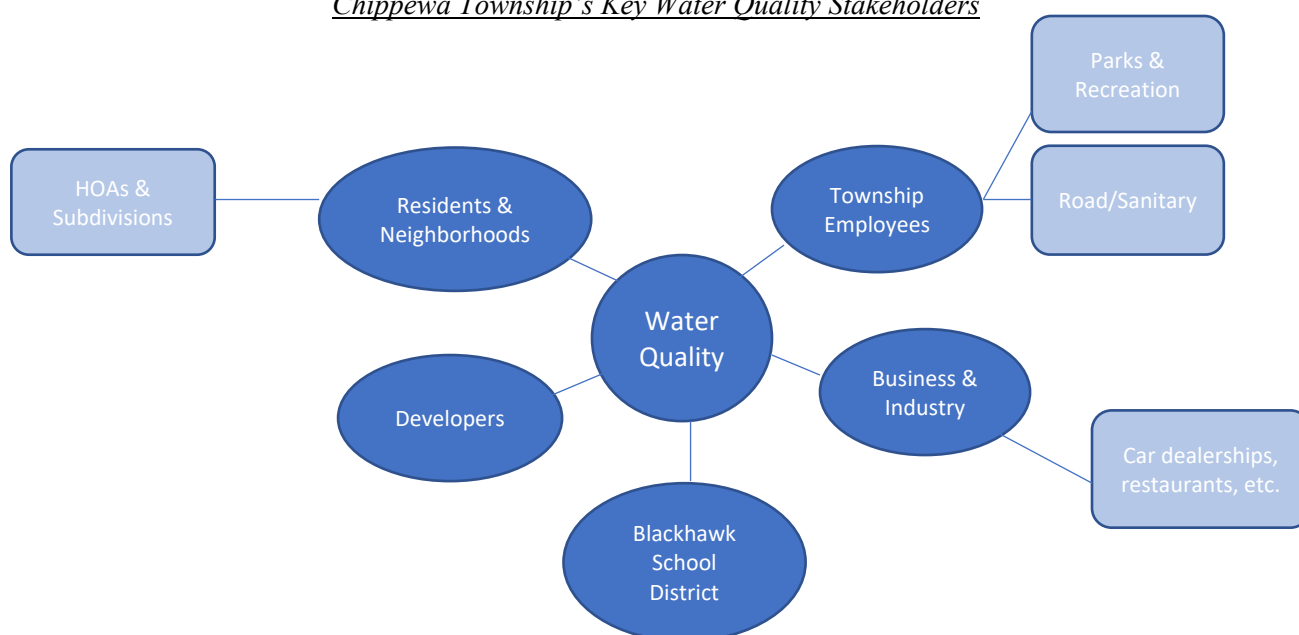 Chippewa Township's Key Water Quality Stakeholders
Parks &
Recreation
HOAs &
Subdivisions
Residents &
Neighborhoods
Township
Employees
Road/Sanitary
Water
Quality
Developers
Business &
Industry
Car dealerships,
restaurants, etc.
Blackhawk
School
District